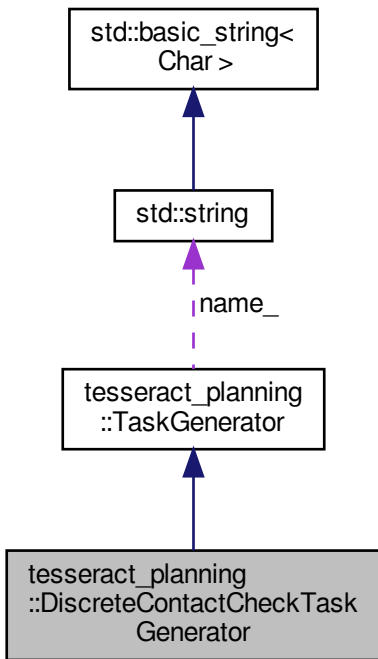 std::basic_string<
Char >
std::string
name_
tesseract_planning
::TaskGenerator
tesseract_planning
::DiscreteContactCheckTask
Generator